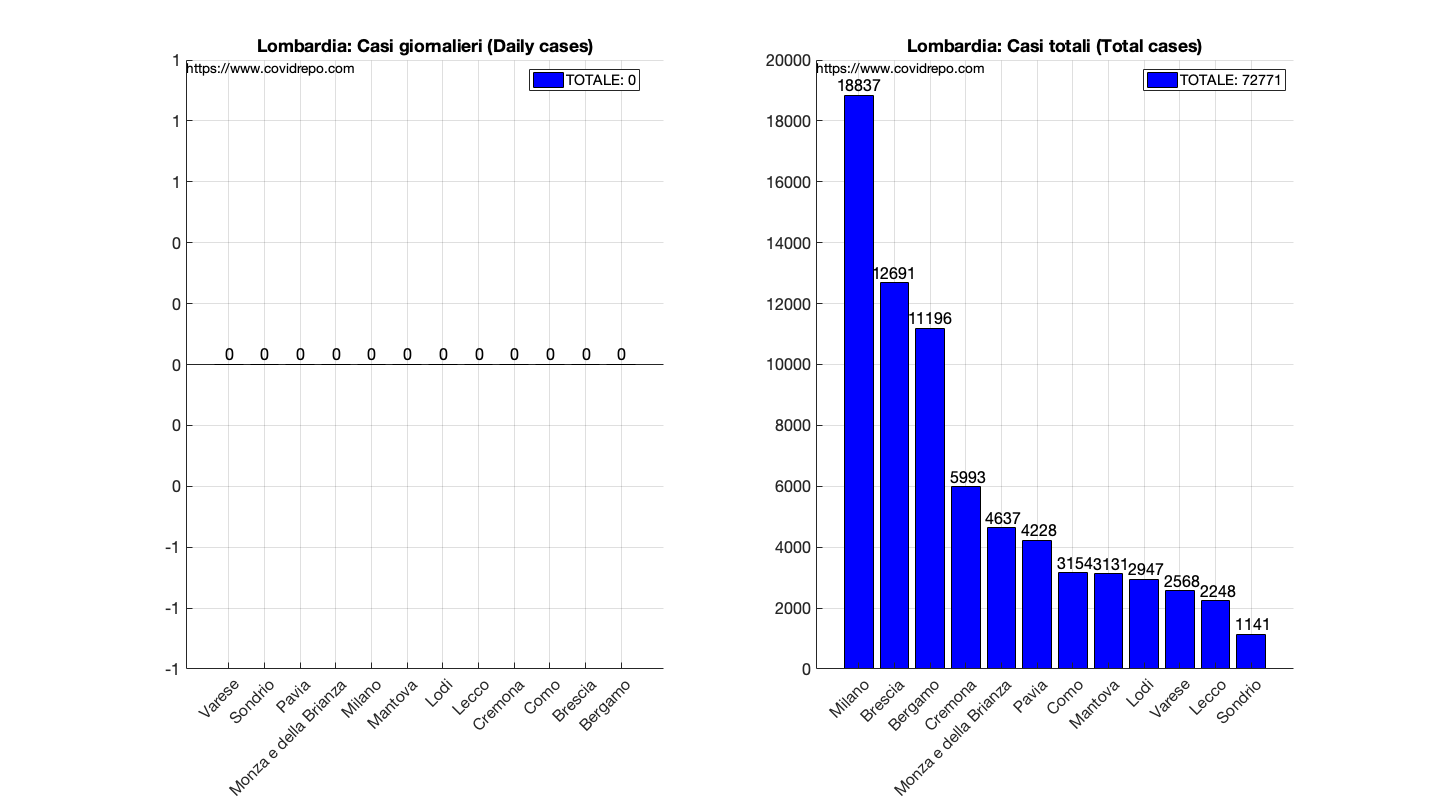 Lombardia: Casi giornalieri (Daily cases)
https://www.covidrepo.com
TOTALE: 0
1
1
1
0
0
0
0
0
-1
-1
-1
0 0 0 0 0 0 0 0 0 0 0 0
Varese
Sondrio
Pavia
Monza e della Brianza
Milano
Mantova
Lodi
Lecco
Cremona
Como
Brescia
Bergamo
Lombardia: Casi totali (Total cases)
https://www.covidrepo.com
TOTALE: 72771
20000
18000
16000
14000
12000
10000
8000
6000
4000
2000
0
18837
12691
11196
5993
4637
4228
3154
3131
2947
2568
2248
1141
Milano
Brescia
Bergamo
Cremona
Monza e della Brianza
Pavia
Como
Mantova
Lodi
Varese
Lecco
Sondrio